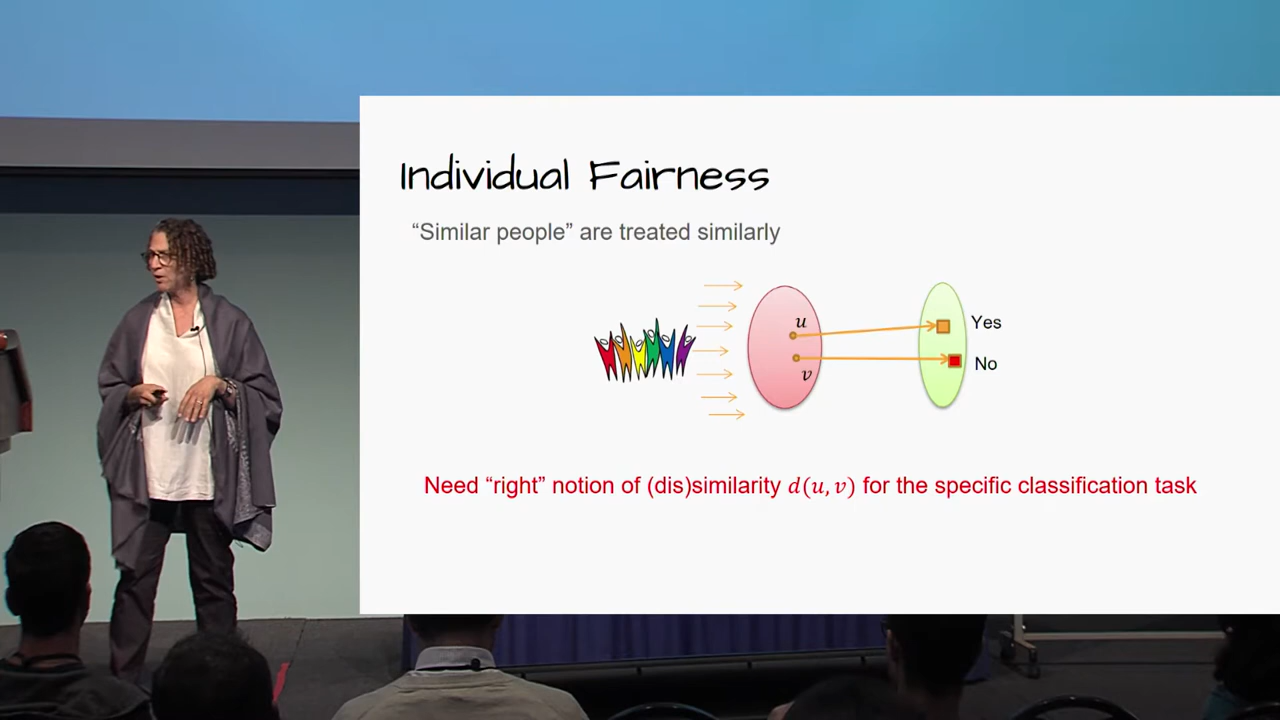 Individual Fairness
“Similar people” are treated similarly
u
Yes
No
v
Need “right” notion of (dis)similarity d(u, v) for the specific classification task